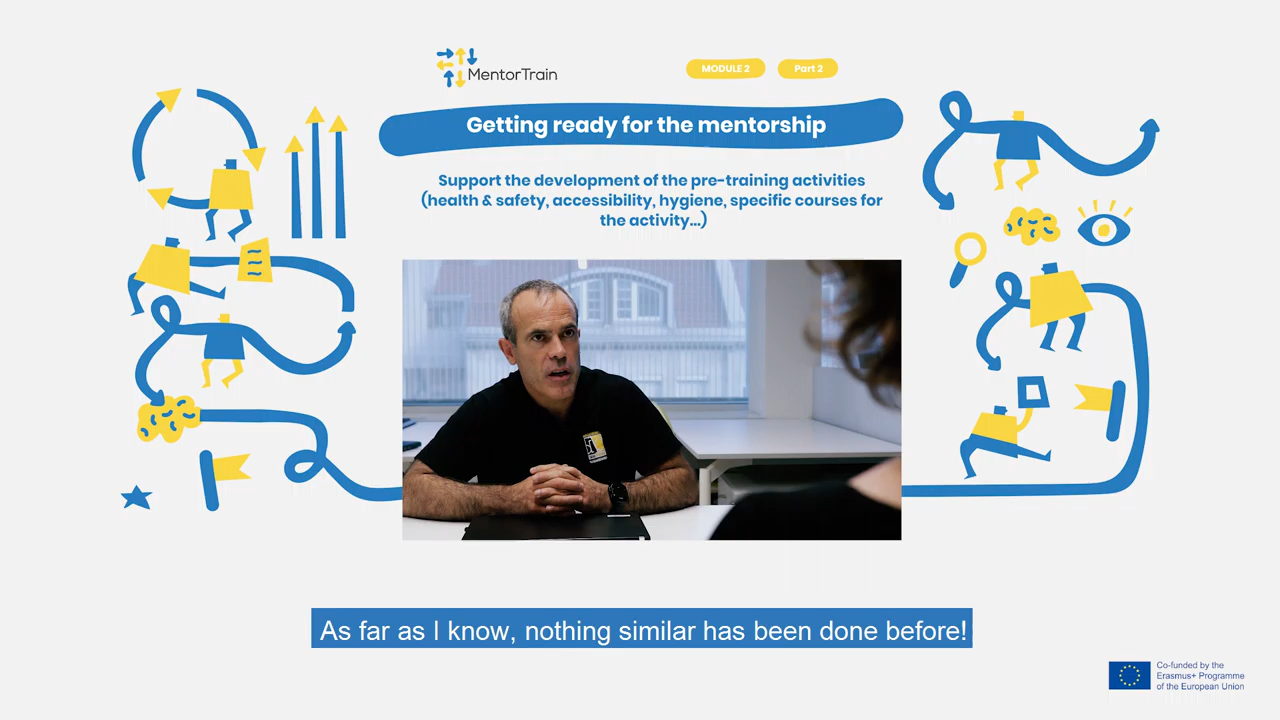 MentorTrain
MODULE 2
Part 2
Getting ready for the mentorship
Support the development of the pre-training activities
(health & safety, accessibility, hygiene, specific courses for
the activity...)
As far as I know, nothing similar has been done before!
Co-funded by the
Erasmus+ Programme
of the European Union